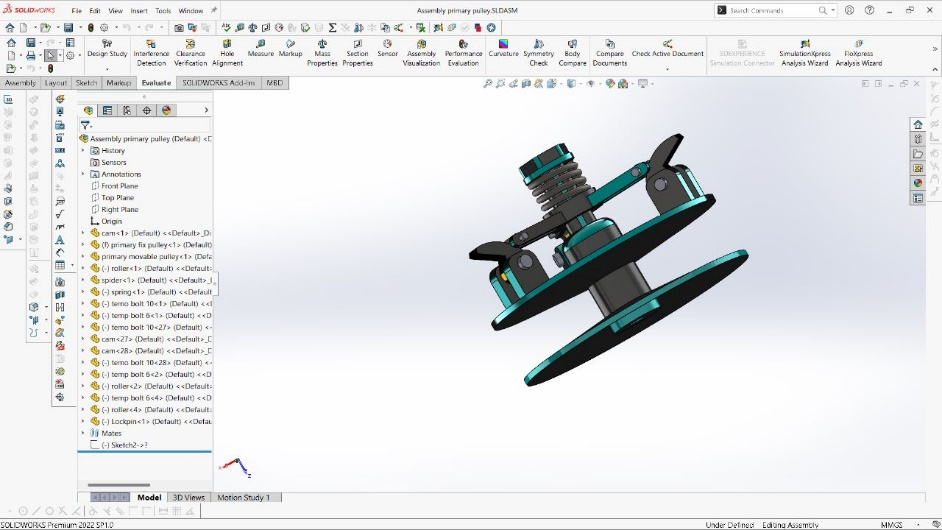 SOLIDWORKS File Edit View Insert Tools Window Assembly primary pulley.SLDASM Search Commands
Design Study Interference Detection Clearance Verification Hole Alignment Measure Markup Mass Properties Section Properties Sensor Assembly Visualization Performance Evaluation Curvature Symmetry Check Body Compare Compare Documents Check Active Document 3DEXPERIENCE Simulation Connector SimulationXpress Analysis Wizard FloXpress Analysis Wizard
Assembly Layout Sketch Markup Evaluate SOLIDWORKS Add-Ins MBD
Assembly primary pulley (Default) <D
History
Sensors
Annotations
Front Plane
Top Plane
Right Plane
Origin
cam<1> (Default) <<Default>_Di
(f) primary fix pulley<1> (Default)
primary movable pulley<1> (Defa
(-) roller<1> (Default) <<Default>
spider<1> (Default) <<Default>_
(-) spring<1> (Default) <<Default
(-) temo bolt 10<1> (Default) <<
(-) temp bolt 6<1> (Default) <<D
(-) temo bolt 10<27> (Default) <
cam<27> (Default) <<Default>_D
cam<28> (Default) <<Default>_D
(-) temo bolt 10<28> (Default) <
(-) temp bolt 6<2> (Default) <<D
(-) roller<2> (Default) <<Default>
(-) temp bolt 6<4> (Default) <<D
(-) roller<4> (Default) <<Default>
(-) Lockpin<1> (Default) <<Defau
Mates
(-) Sketch2->?
Model 3D Views Motion Study 1
SOLIDWORKS Premium 2022 SP1.0 Under Defined Editing Assembly MMGS